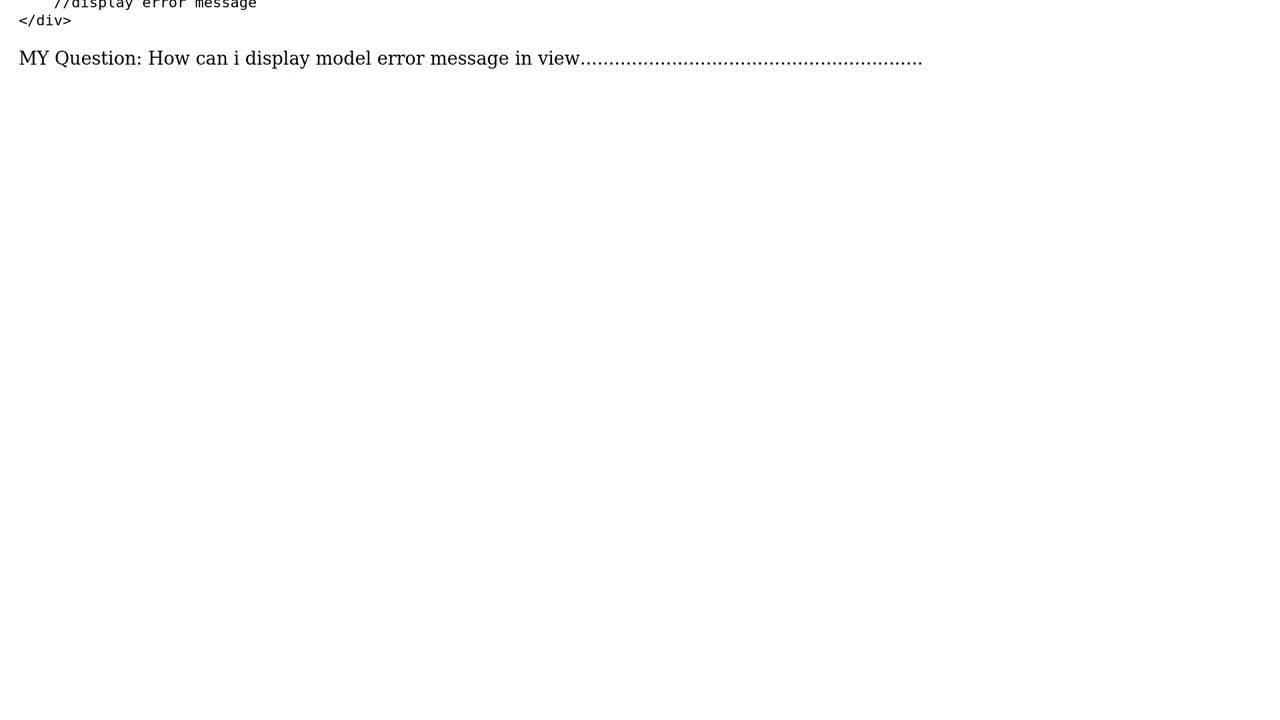 //display error message
</div>
MY Question: How can i display model error message in view............................................................